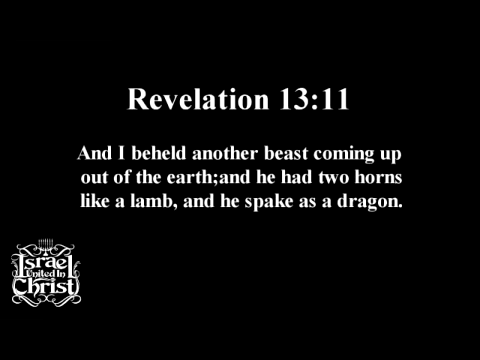 Revelation 13:11
And I beheld another beast coming up
out of the earth;and he had two horns
like a lamb, and he spake as a dragon.
Israel
United In
Christ